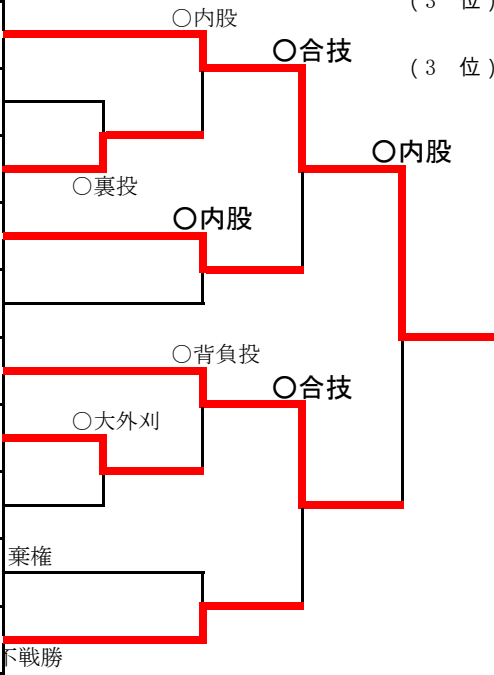 (3 位)
○内股
○合技
(3 位)
○内股
○裏投
○内股
○背負投
○合技
○大外刈
棄権
不戦勝